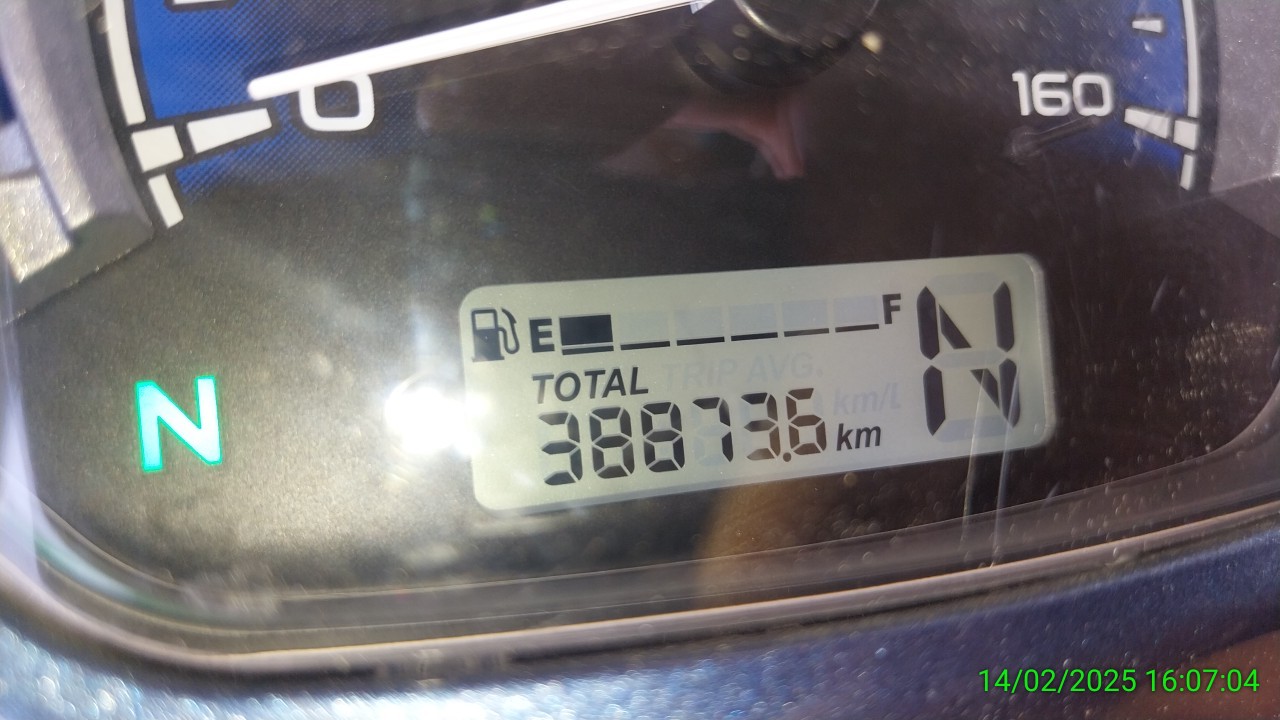 0
160
E F
N
TOTAL TRIP AVG.
km/L
38873.6 km
N
14/02/2025 16:07:04